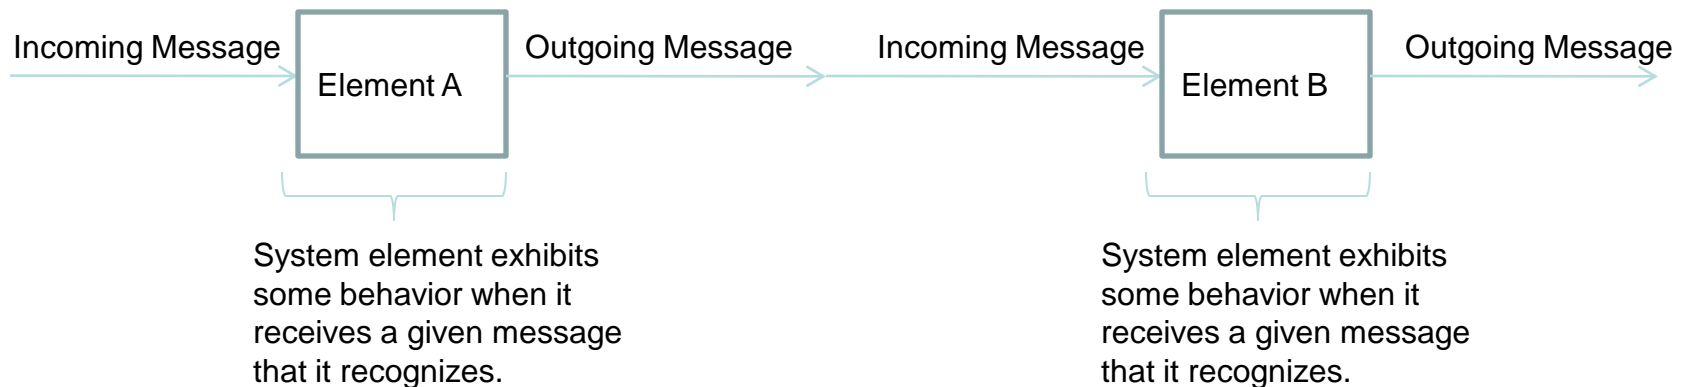 Incoming Message
Outgoing Message
Incoming Message
Outgoing Message
Element A
Element B
System element exhibits
some behavior when it
receives a given message
that it recognizes.
System element exhibits
some behavior when it
receives a given message
that it recognizes.